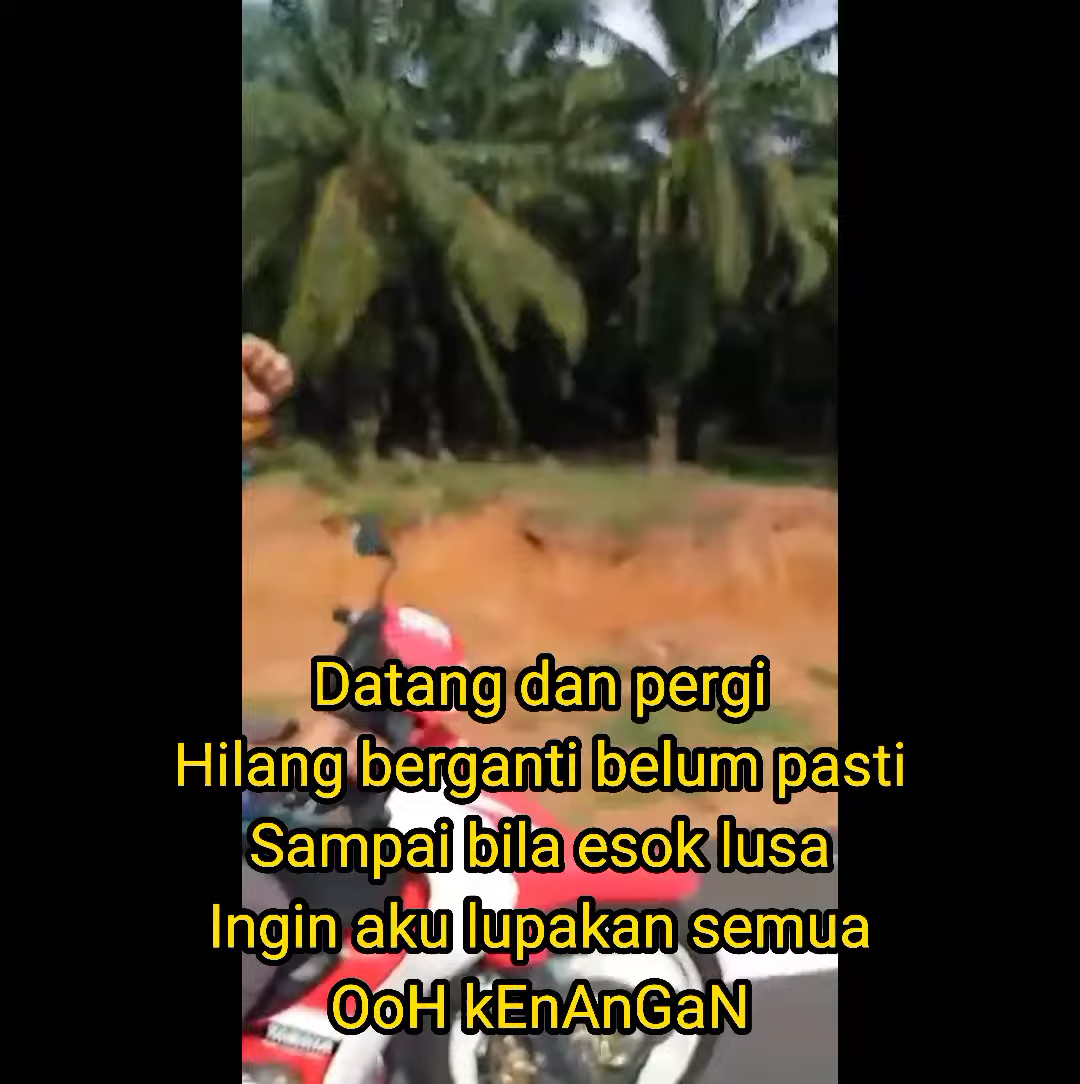 Datang dan pergi
Hilang berganti belum pasti
Sampai bila esok lusa
Ingin aku lupakan semua
OoH kEnAnGaN